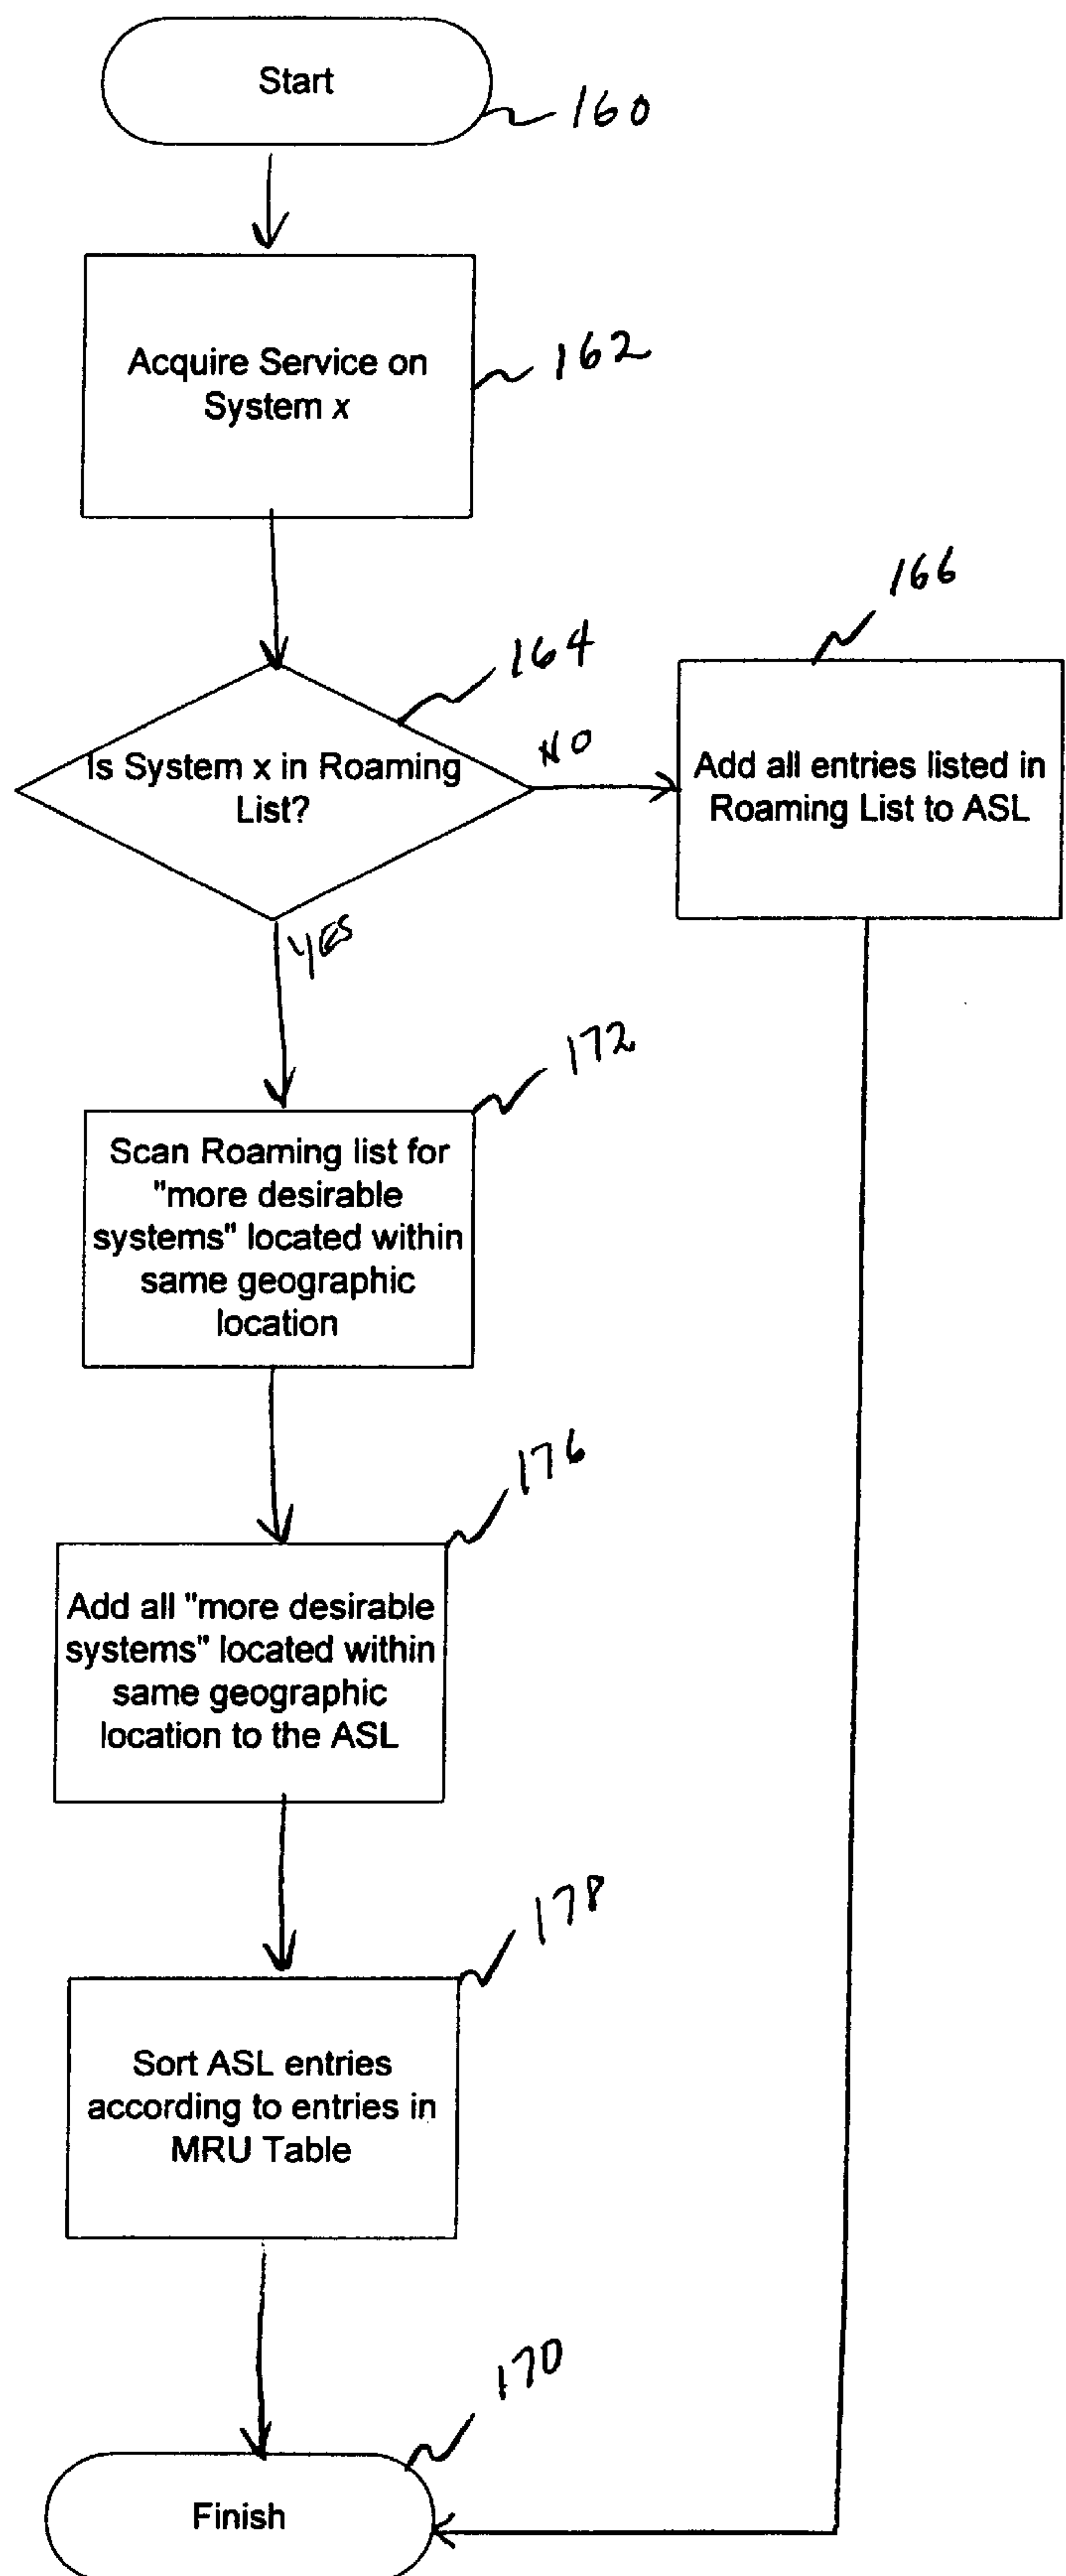 Start
160
Acquire Service on
System x
162
164
Is System x in Roaming
List?
NO
166
Add all entries listed in
Roaming List to ASL
YES
172
Scan Roaming list for
"more desirable
systems" located within
same geographic
location
176
Add all "more desirable
systems" located within
same geographic
location to the ASL
178
Sort ASL entries
according to entries in
MRU Table
170
Finish